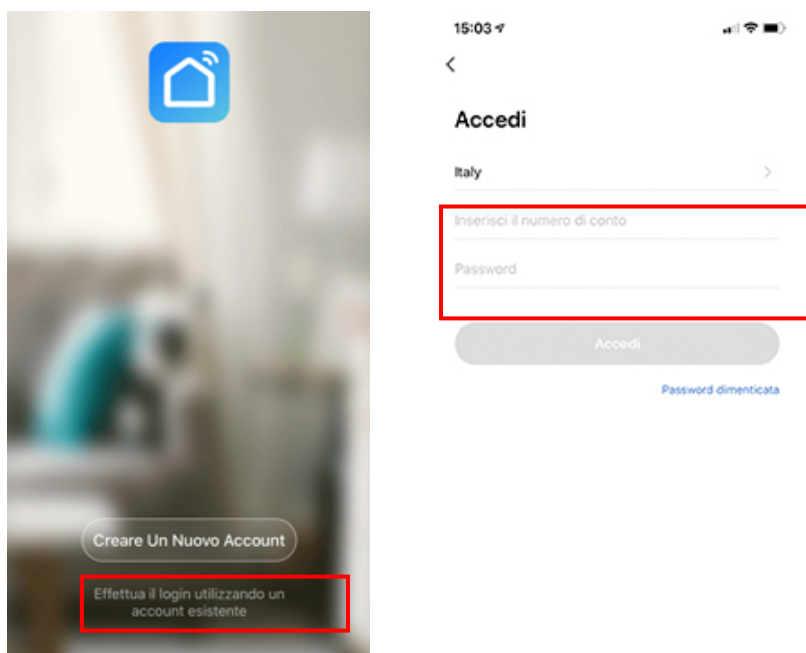 Creare Un Nuovo Account
Effettua il login utilizzando un
account esistente
15:03
Accedi
Italy
Inserisci il numero di conto
Password
Accedi
Password dimenticata